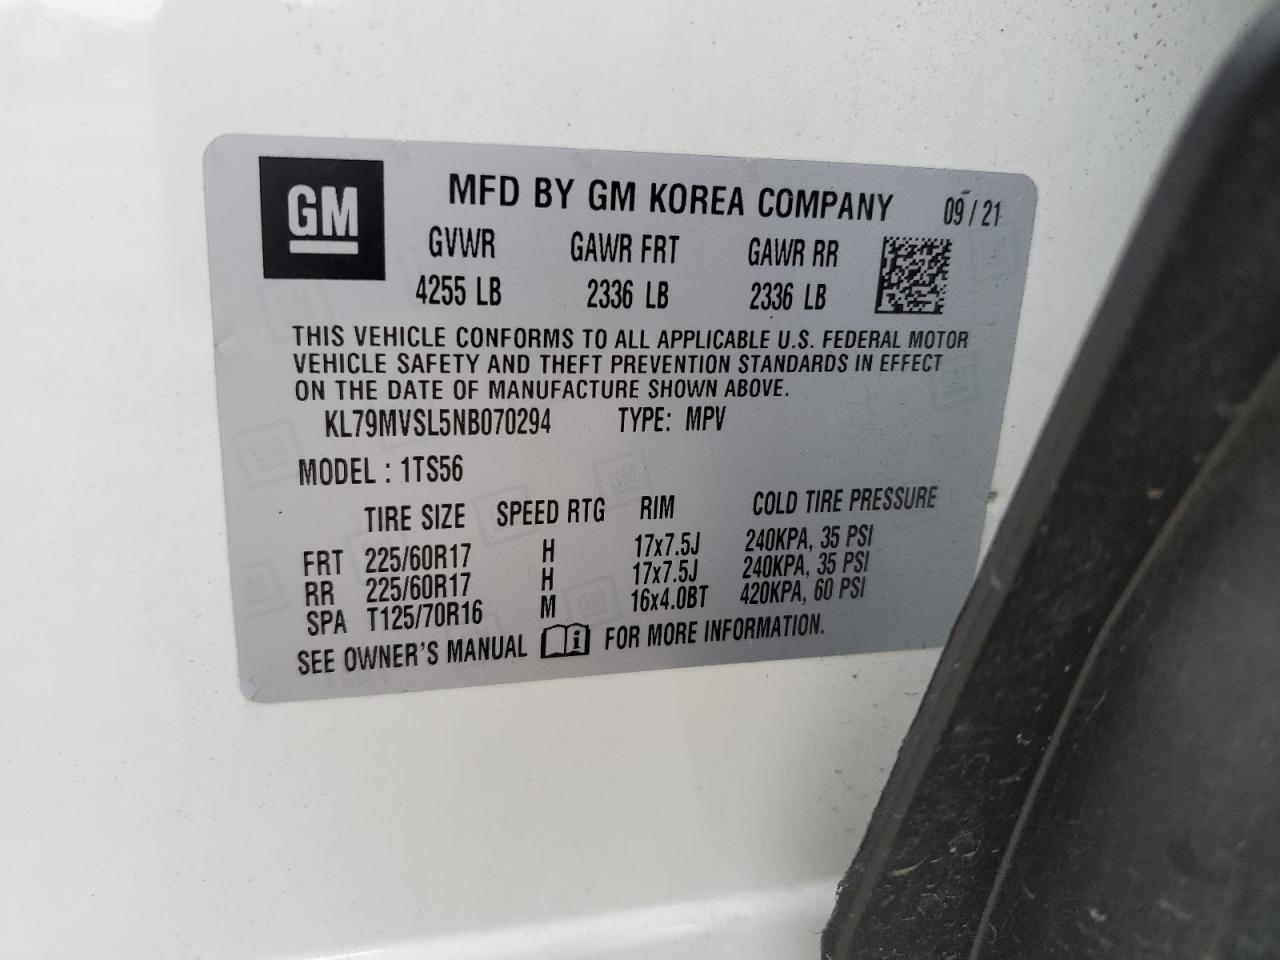 GM
MFD BY GM KOREA COMPANY 09/21
GVWR GAWR FRT GAWR RR
4255 LB 2336 LB 2336 LB
THIS VEHICLE CONFORMS TO ALL APPLICABLE U.S. FEDERAL MOTOR
VEHICLE SAFETY AND THEFT PREVENTION STANDARDS IN EFFECT
ON THE DATE OF MANUFACTURE SHOWN ABOVE.
KL79MVSL5NB070294 TYPE: MPV
MODEL : 1TS56
TIRE SIZE SPEED RTG RIM COLD TIRE PRESSURE
FRT 225/60R17 H 17x7.5J 240KPA, 35 PSI
RR 225/60R17 H 17x7.5J 240KPA, 35 PSI
SPA T125/70R16 M 16x4.0BT 420KPA, 60 PSI
SEE OWNER'S MANUAL i FOR MORE INFORMATION.